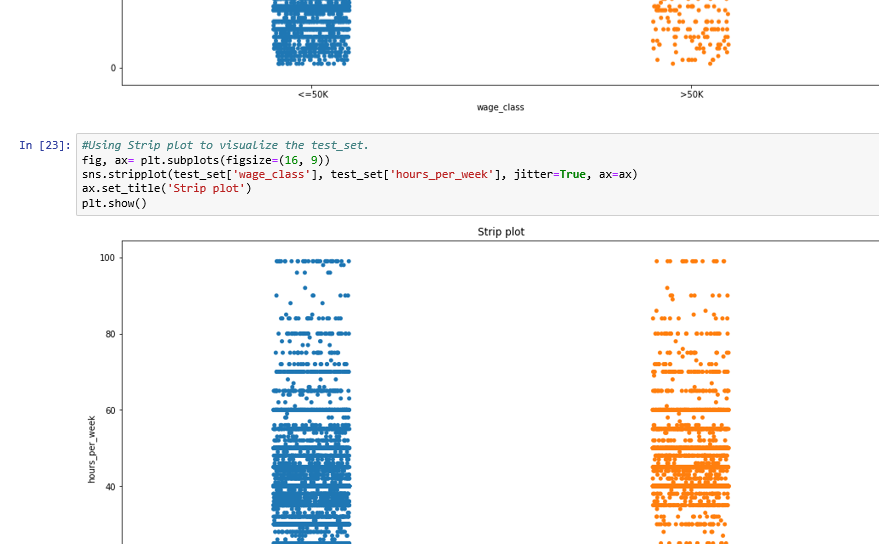 0
<=50K >50K
wage_class
In [23]: #Using Strip plot to visualize the test_set.
fig, ax= plt.subplots(figsize=(16, 9))
sns.stripplot(test_set['wage_class'], test_set['hours_per_week'], jitter=True, ax=ax)
ax.set_title('Strip plot')
plt.show()
Strip plot
100
80
60
hours_per_week
40